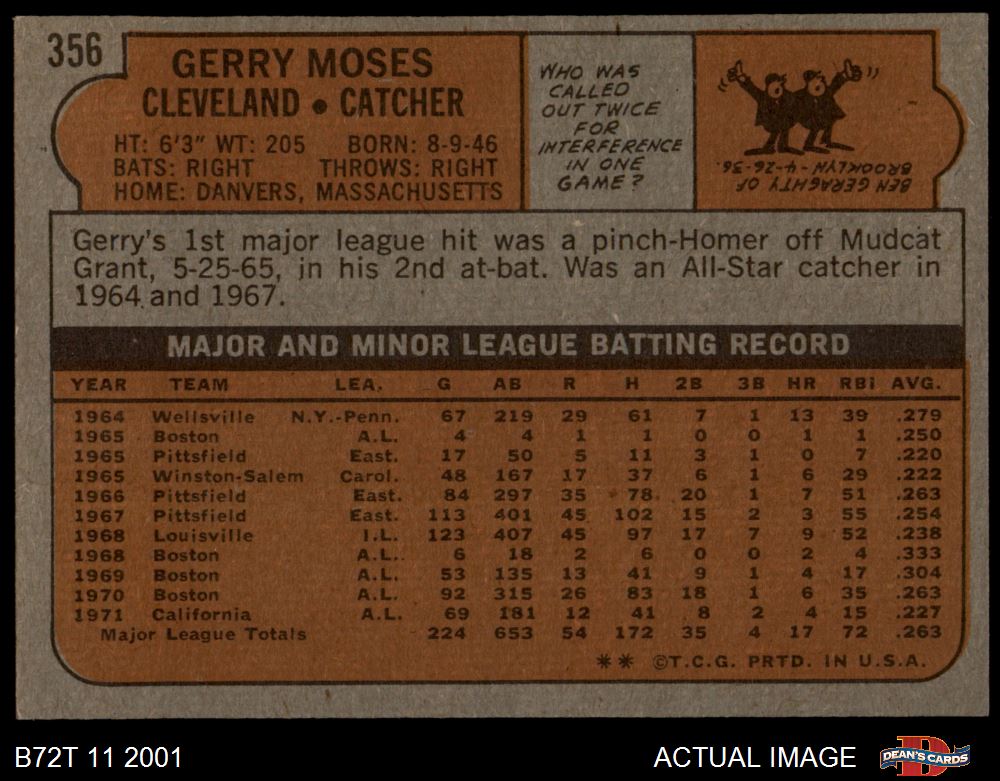 356
GERRY MOSES
CLEVELAND • CATCHER
HT: 6'3" WT: 205 BORN: 8-9-46
BATS: RIGHT THROWS: RIGHT
HOME: DANVERS, MASSACHUSETTS
WHO WAS
CALLED
OUT TWICE
FOR
INTERFERENCE
IN ONE
GAME?
BEN GERAGHTY OF
BROOKLYN - 4-26-36.
Gerry's 1st major league hit was a pinch-Homer off Mudcat
Grant, 5-25-65, in his 2nd at-bat. Was an All-Star catcher in
1964 and 1967.
MAJOR AND MINOR LEAGUE BATTING RECORD
YEAR TEAM LEA. G AB R H 2B 3B HR RBI AVG.
1964 Wellsville N.Y.-Penn. 67 219 29 61 7 1 13 39 .279
1965 Boston A.L. 4 4 1 1 0 0 1 1 .250
1965 Pittsfield East. 17 50 5 11 3 1 0 7 .220
1965 Winston-Salem Carol. 48 167 17 37 6 1 6 29 .222
1966 Pittsfield East. 84 297 35 78 20 1 7 51 .263
1967 Pittsfield East. 113 401 45 102 15 2 3 55 .254
1968 Louisville I.L. 123 407 45 97 17 7 9 52 .238
1968 Boston A.L. 6 18 2 6 0 0 2 4 .333
1969 Boston A.L. 53 135 13 41 9 1 4 17 .304
1970 Boston A.L. 92 315 26 83 18 1 6 35 .263
1971 California A.L. 69 181 12 41 8 2 4 15 .227
Major League Totals 224 653 54 172 35 4 17 72 .263
** ©T.C.G. PRTD. IN U.S.A.
B72T 11 2001
ACTUAL IMAGE
DEAN'S CARDS